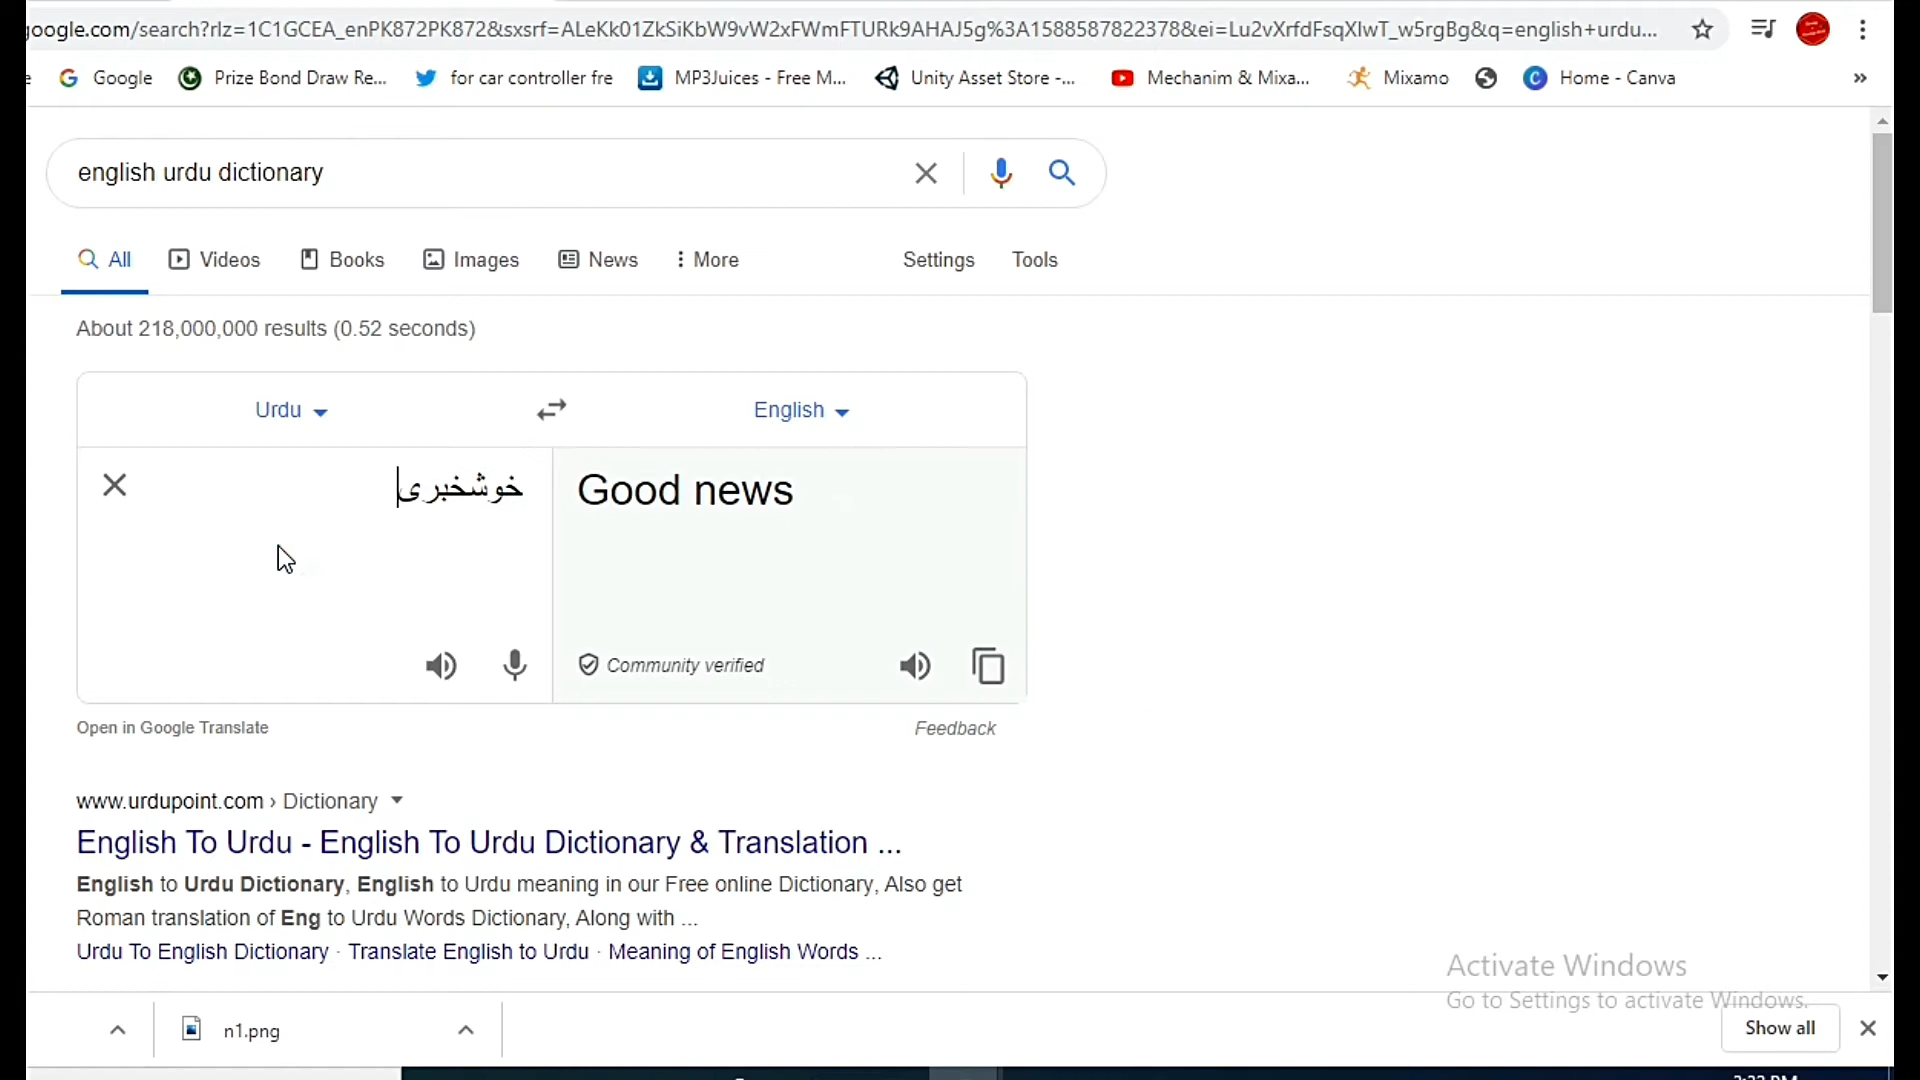 oogle.com/search?rlz=1C1GCEA_enPK872PK872&sxsrf=ALeKk01ZkSiKbW9vW2xFWmFTURk9AHAJ5g%3A1588587822378&ei=Lu2vXrfdFsqXlwT_w5rgBg&q=english+urdu...
Google Prize Bond Draw Re... for car controller fre MP3Juices - Free M... Unity Asset Store -... Mechanim & Mixa... Mixamo Home - Canva »
english urdu dictionary
All Videos Books Images News More Settings Tools
About 218,000,000 results (0.52 seconds)
Urdu English
خوشخبری Good news
Community verified
Open in Google Translate Feedback
www.urdupoint.com › Dictionary
English To Urdu - English To Urdu Dictionary & Translation ...
English to Urdu Dictionary, English to Urdu meaning in our Free online Dictionary, Also get
Roman translation of Eng to Urdu Words Dictionary, Along with ...
Urdu To English Dictionary · Translate English to Urdu · Meaning of English Words ...
Activate Windows
Go to Settings to activate Windows.
n1.png Show all